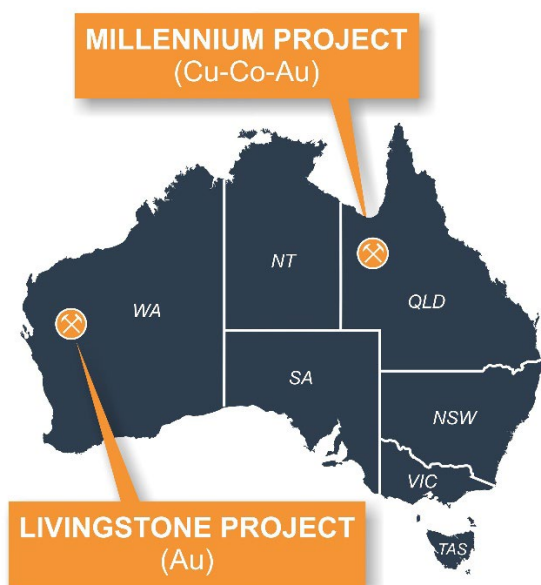 MILLENNIUM PROJECT
(Cu-Co-Au)
NT
WA
QLD
SA
NSW
VIC
TAS
LIVINGSTONE PROJECT
(Au)